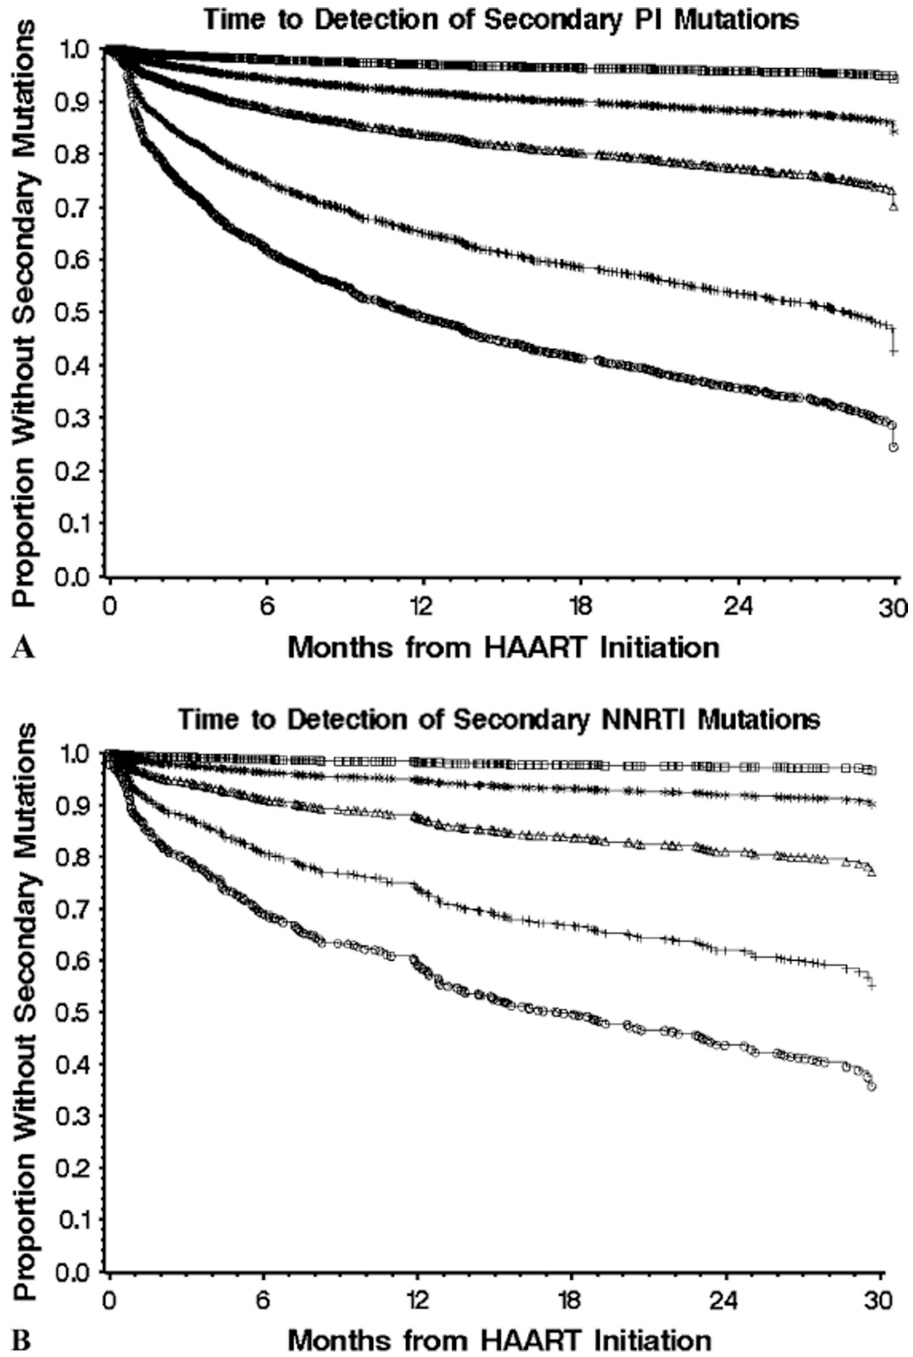 Time to Detection of Secondary PI Mutations
Proportion Without Secondary Mutations
1.0
0.9
0.8
0.7
0.6
0.5
0.4
0.3
0.2
0.1
0.0
0 6 12 18 24 30
Months from HAART Initiation
A
Time to Detection of Secondary NNRTI Mutations
Proportion Without Secondary Mutations
1.0
0.9
0.8
0.7
0.6
0.5
0.4
0.3
0.2
0.1
0.0
0 6 12 18 24 30
Months from HAART Initiation
B